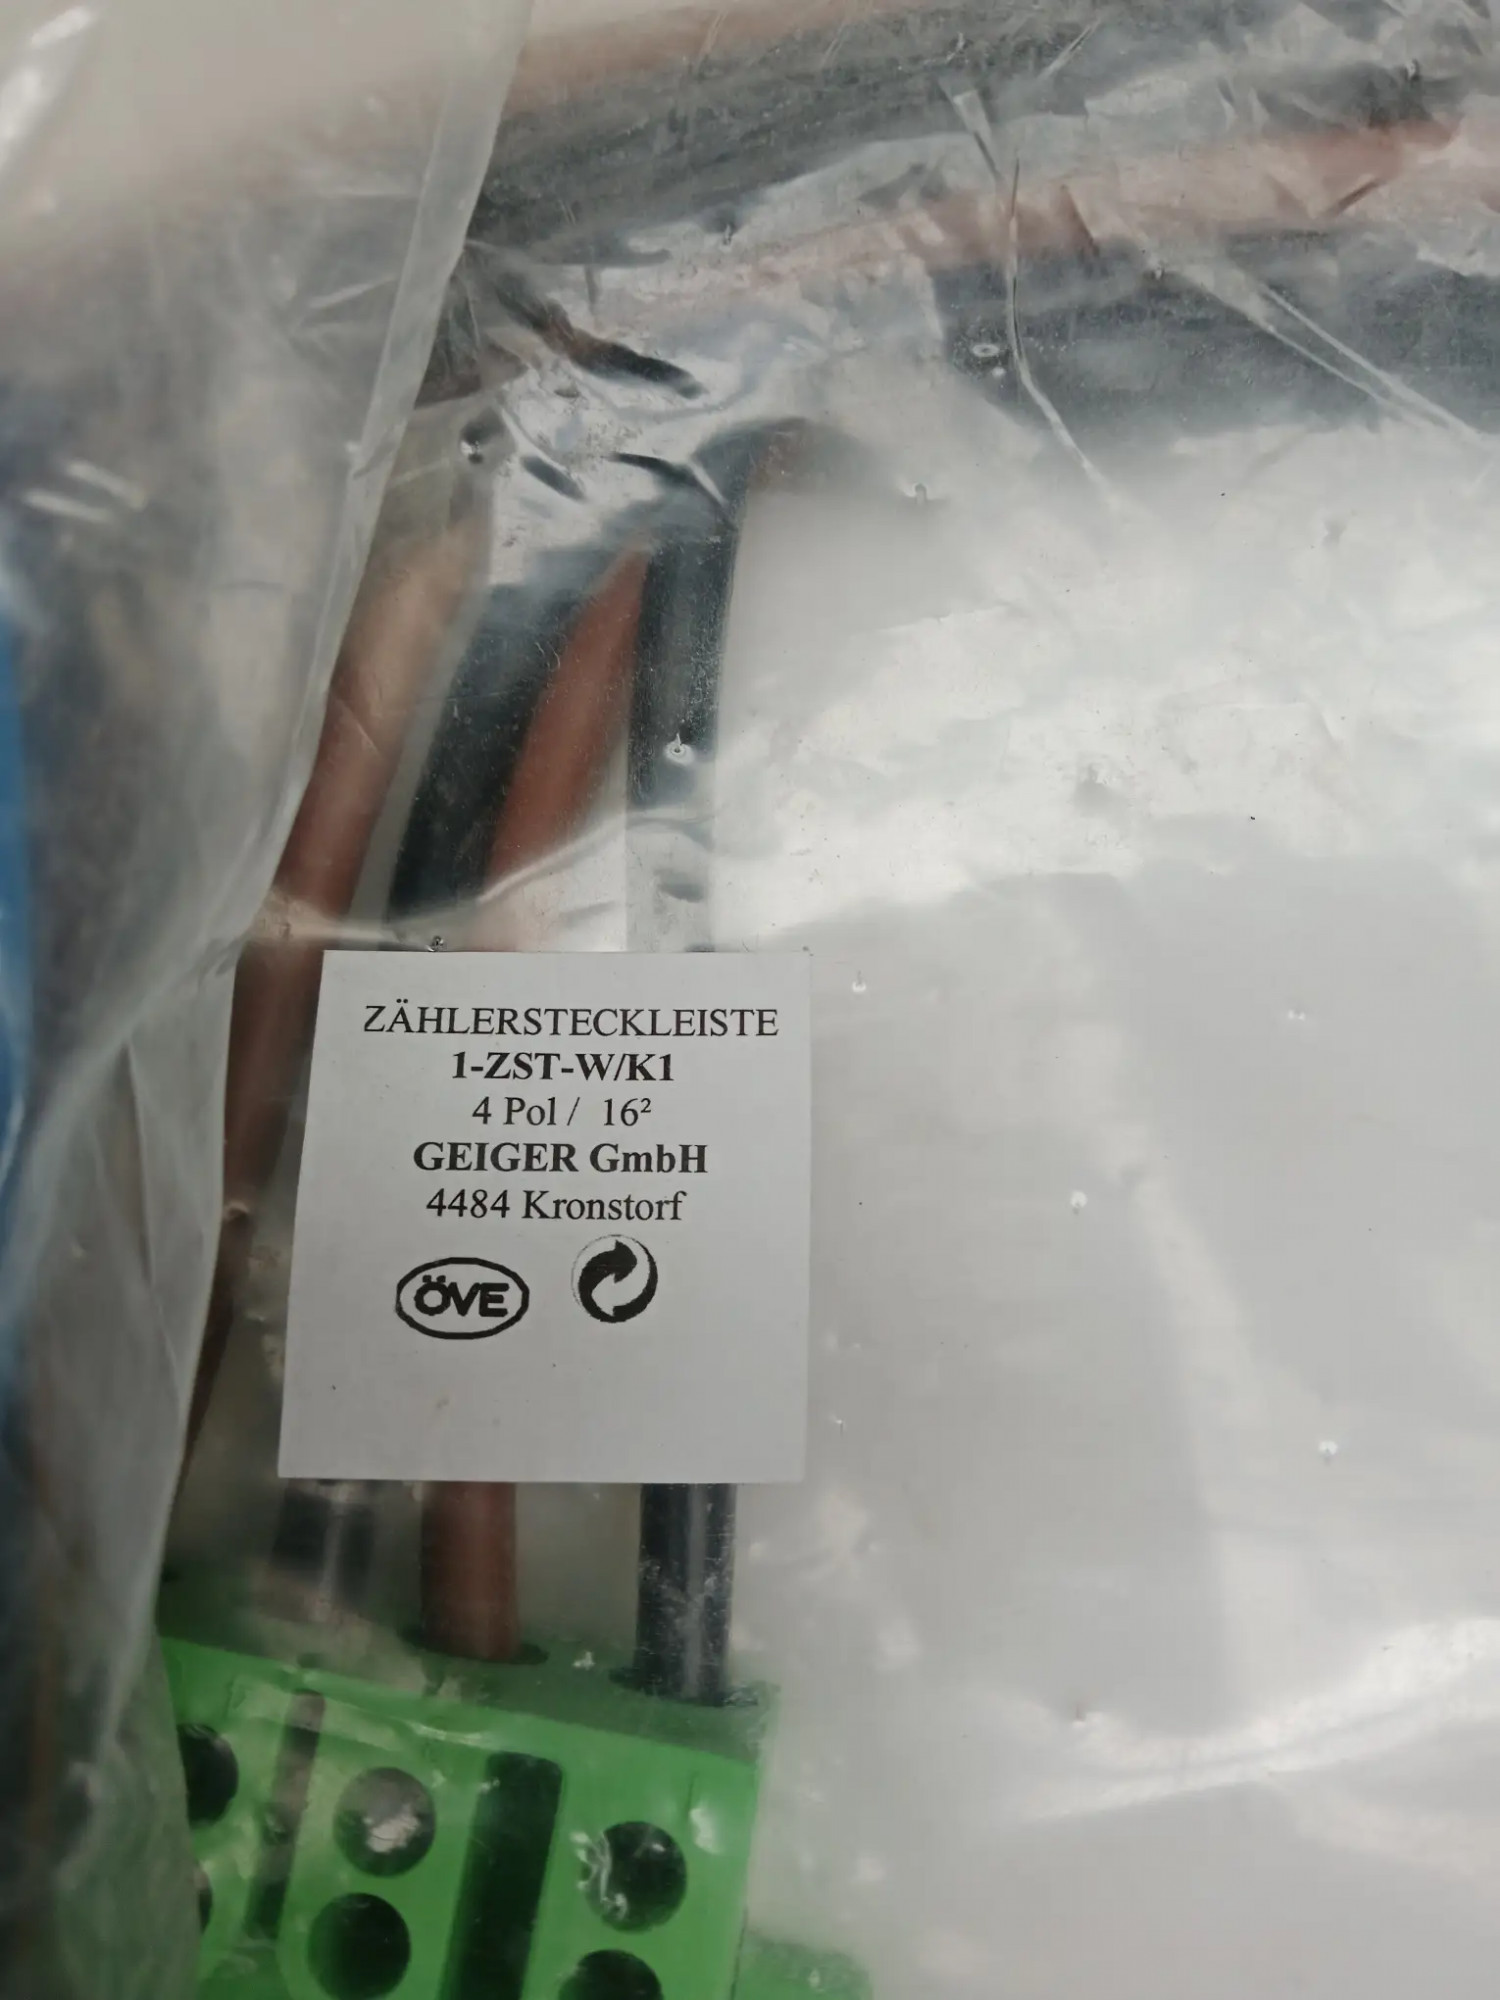 ZÄHLERSTECKLEISTE
1-ZST-W/K1
4 Pol / 16²
GEIGER GmbH
4484 Kronstorf
ÖVE